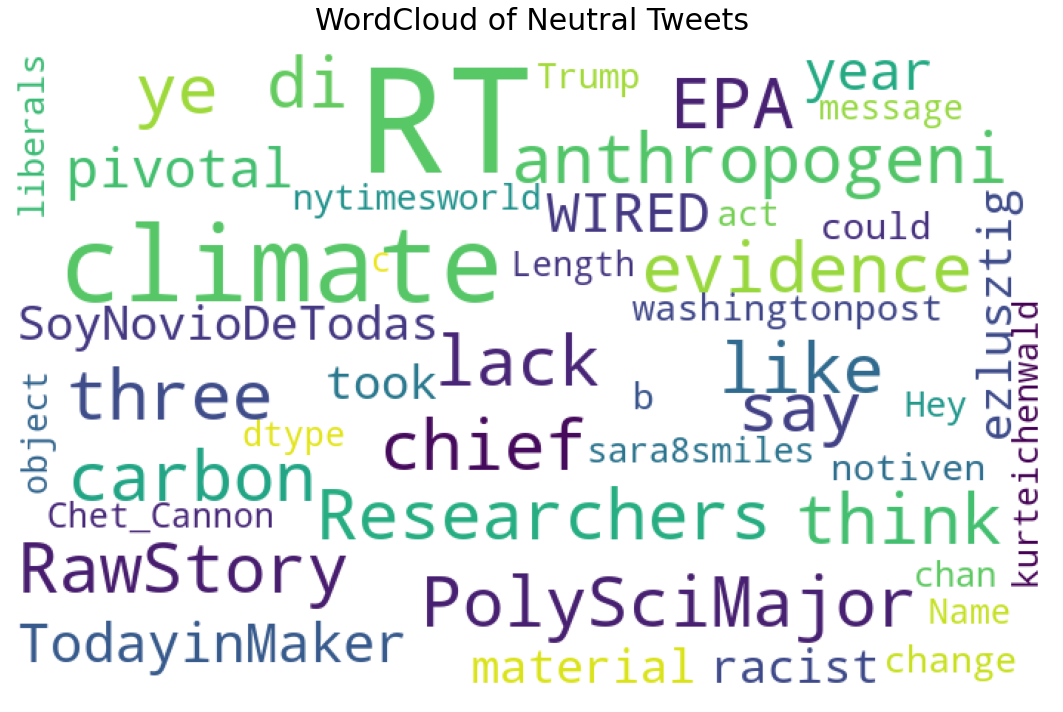 WordCloud of Neutral Tweets
liberals
ye
di
RT
Trump
EPA
year
message
pivotal
anthropogeni
nytimesworld
WIRED
act
could
climate
c
Length
evidence
ezlusztig
SoyNovioDeTodas
washingtonpost
kurteichenwald
lack
like
three
took
b
say
Hey
object
dtype
chief
sara8smiles
notiven
carbon
Chet_Cannon
Researchers
think
RawStory
PolySciMajor
chan
Name
TodayinMaker
material
racist
change